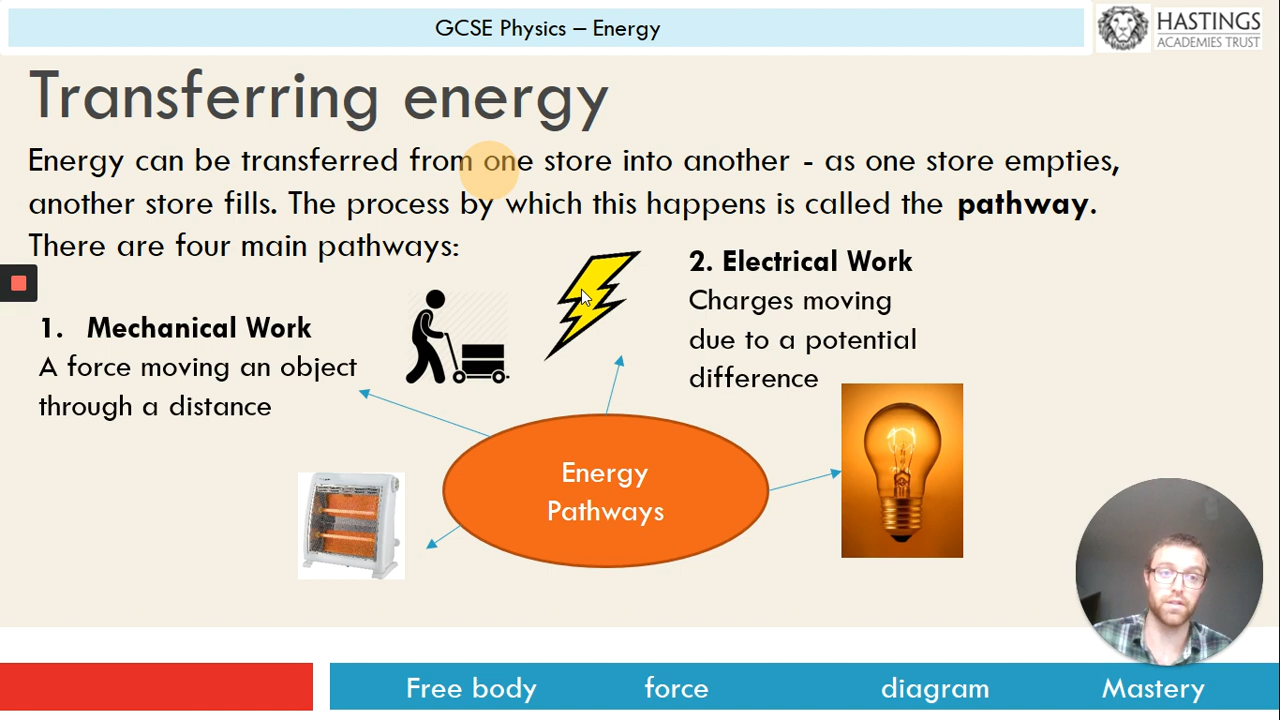 GCSE Physics – Energy
HASTINGS
ACADEMIES TRUST
Transferring energy
Energy can be transferred from one store into another - as one store empties,
another store fills. The process by which this happens is called the pathway.
There are four main pathways:
1. Mechanical Work
A force moving an object
through a distance
2. Electrical Work
Charges moving
due to a potential
difference
Energy
Pathways
Free body force diagram Mastery